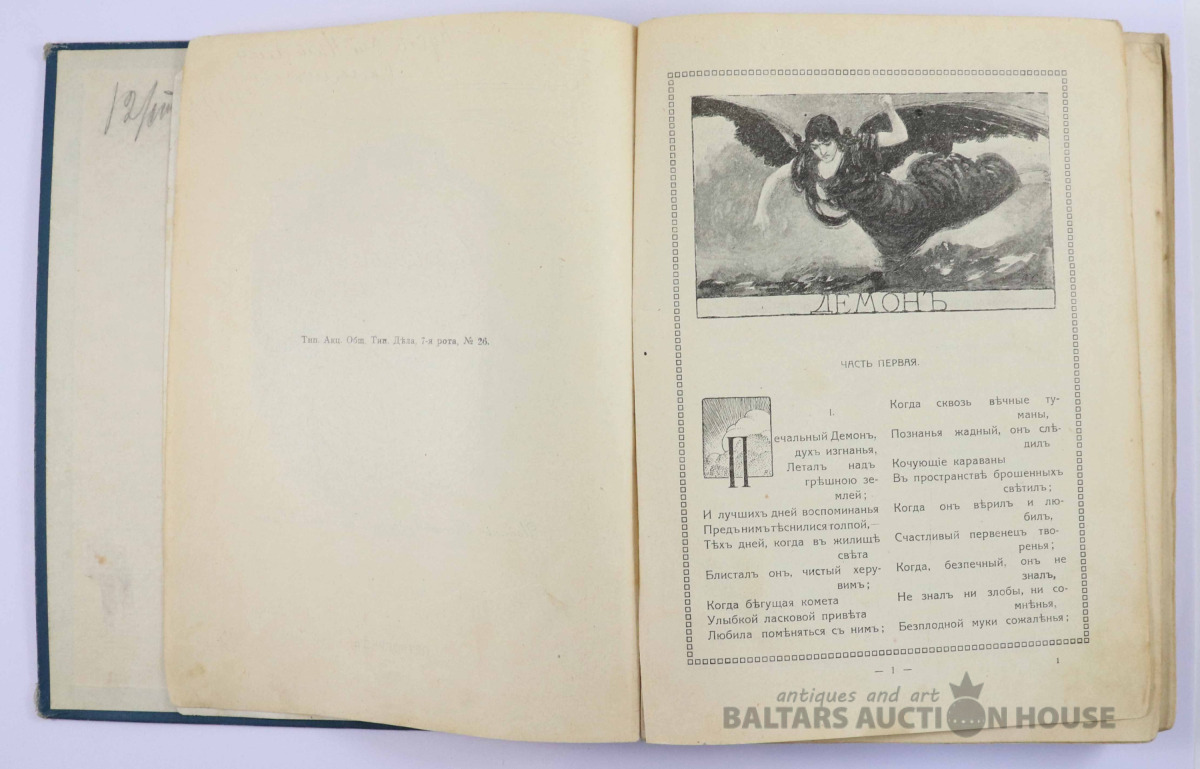 12/III
Тип. Акц. Общ. Тип. Дѣла, 7-я рота, № 26.
ДЕМОНЪ
ЧАСТЬ ПЕРВАЯ.
I.
Печальный Демонъ,
духъ изгнанья,
Леталъ надъ
грѣшною зе-
млей;
И лучшихъ дней воспоминанья
Предъ нимъ тѣснилися толпой,—
Тѣхъ дней, когда въ жилищѣ
свѣта
Блисталъ онъ, чистый херу-
вимъ;
Когда бѣгущая комета
Улыбкой ласковой привѣта
Любила помѣняться съ нимъ;
Когда сквозь вѣчные ту-
маны,
Познанья жадный, онъ слѣ-
дилъ
Кочующіе караваны
Въ пространствѣ брошенныхъ
свѣтилъ;
Когда онъ вѣрилъ и лю-
билъ,
Счастливый первенецъ тво-
ренья;
Когда, безпечный, онъ не
зналъ,
Не зналъ ни злобы, ни со-
мнѣнья,
Безплодной муки сожалѣнья;
— 1 —
1
antiques and art
BALTARS AUCTION HOUSE